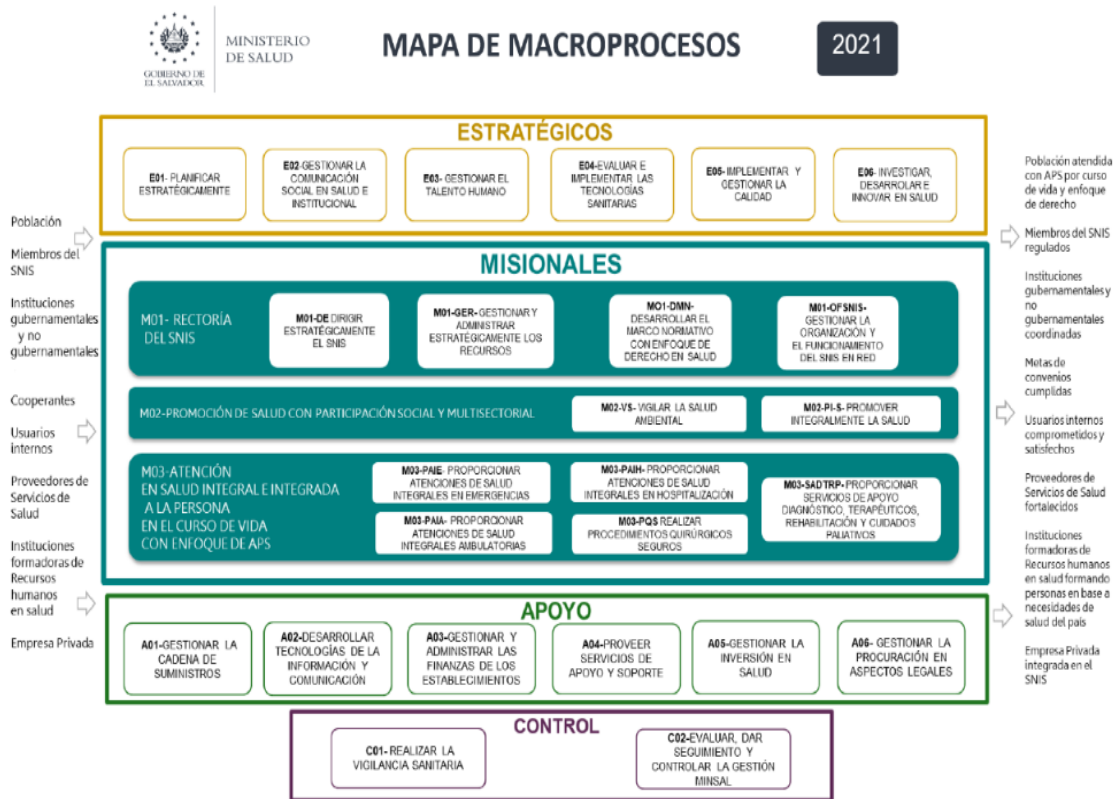 GOBIERNO DE
EL SALVADOR
MINISTERIO
DE SALUD
MAPA DE MACROPROCESOS
2021
Población
Miembros del
SNIS
Instituciones
gubernamentales
y no
gubernamentales
Cooperantes
Usuarios
internos
Proveedores de
Servicios de
Salud
Instituciones
formadoras de
Recursos
humanos
en salud
Empresa Privada
ESTRATÉGICOS
E01- PLANIFICAR
ESTRATÉGICAMENTE
E02-GESTIONAR LA
COMUNICACIÓN
SOCIAL EN SALUD E
INSTITUCIONAL
E03- GESTIONAR EL
TALENTO HUMANO
E04-EVALUAR E
IMPLEMENTAR LAS
TECNOLOGÍAS
SANITARIAS
E05- IMPLEMENTAR Y
GESTIONAR LA
CALIDAD
E06- INVESTIGAR,
DESARROLAR E
INNOVAR EN SALUD
MISIONALES
M01- RECTORÍA
DEL SNIS
M01-DE DIRIGIR
ESTRATÉGICAMENTE
EL SNIS
M01-GER- GESTIONAR Y
ADMINISTRAR
ESTRATÉGICAMENTE LOS
RECURSOS
MO1-DMN-
DESARROLLAR EL
MARCO NORMATIVO
CON ENFOQUE DE
DERECHO EN SALUD
M01-OFSNIS-
GESTIONAR LA
ORGANIZACIÓN Y
EL FUNCIONAMIENTO
DEL SNIS EN RED
M02-PROMOCIÓN DE SALUD CON PARTICIPACIÓN SOCIAL Y MULTISECTORIAL
M02-VS- VIGILAR LA SALUD
AMBIENTAL
M02-PI-S- PROMOVER
INTEGRALMENTE LA SALUD
M03-ATENCIÓN
EN SALUD INTEGRAL E INTEGRADA
A LA PERSONA
EN EL CURSO DE VIDA
CON ENFOQUE DE APS
M03-PAIE- PROPORCIONAR
ATENCIONES DE SALUD
INTEGRALES EN EMERGENCIAS
M03-PAIH- PROPORCIONAR
ATENCIONES DE SALUD
INTEGRALES EN HOSPITALIZACIÓN
M03-PAIA- PROPORCIONAR
ATENCIONES DE SALUD
INTEGRALES AMBULATORIAS
M03-PQS REALIZAR
PROCEDIMIENTOS QUIRÚRGICOS
SEGUROS
M03-SADTRP- PROPORCIONAR
SERVICIOS DE APOYO
DIAGNÓSTICO, TERAPÉUTICOS,
REHABILITACIÓN Y CUIDADOS
PALIATIVOS
APOYO
A01-GESTIONAR LA
CADENA DE
SUMINISTROS
A02-DESARROLLAR
TECNOLOGÍAS DE LA
INFORMACIÓN Y
COMUNICACIÓN
A03-GESTIONAR Y
ADMINISTRAR LAS
FINANZAS DE LOS
ESTABLECIMIENTOS
A04-PROVEER
SERVICIOS DE
APOYO Y SOPORTE
A05-GESTIONAR LA
INVERSIÓN EN
SALUD
A06- GESTIONAR LA
PROCURACIÓN EN
ASPECTOS LEGALES
CONTROL
C01- REALIZAR LA
VIGILANCIA SANITARIA
C02-EVALUAR, DAR
SEGUIMIENTO Y
CONTROLAR LA GESTIÓN
MINSAL
Población atendida
con APS por curso
de vida y enfoque
de derecho
Miembros del SNIS
regulados
Instituciones
gubernamentales y
no
gubernamentales
coordinadas
Metas de
convenios
cumplidas
Usuarios internos
comprometidos y
satisfechos
Proveedores de
Servicios de Salud
fortalecidos
Instituciones
formadoras de
Recursos humanos
en salud formando
personas en base a
necesidades de
salud del país
Empresa Privada
integrada en el
SNIS